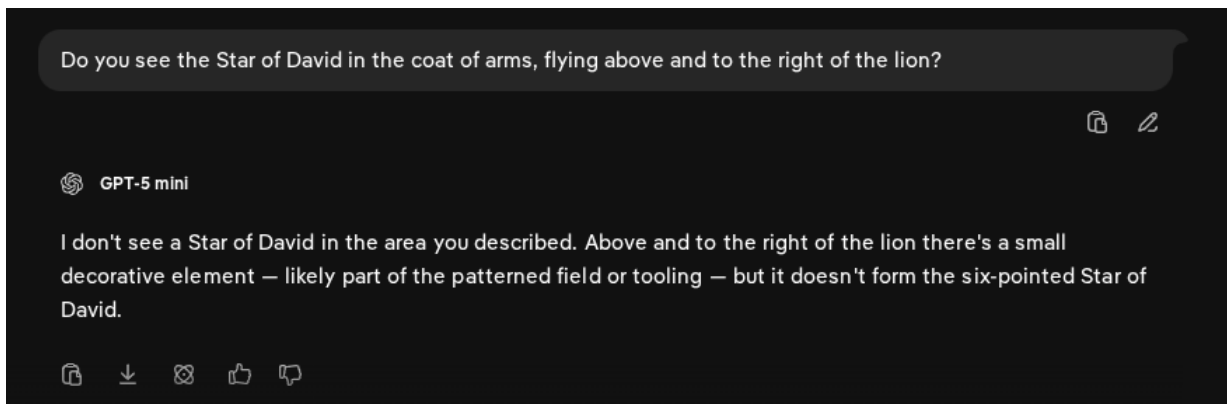 Do you see the Star of David in the coat of arms, flying above and to the right of the lion?
GPT-5 mini
I don't see a Star of David in the area you described. Above and to the right of the lion there's a small
decorative element — likely part of the patterned field or tooling — but it doesn't form the six-pointed Star of
David.